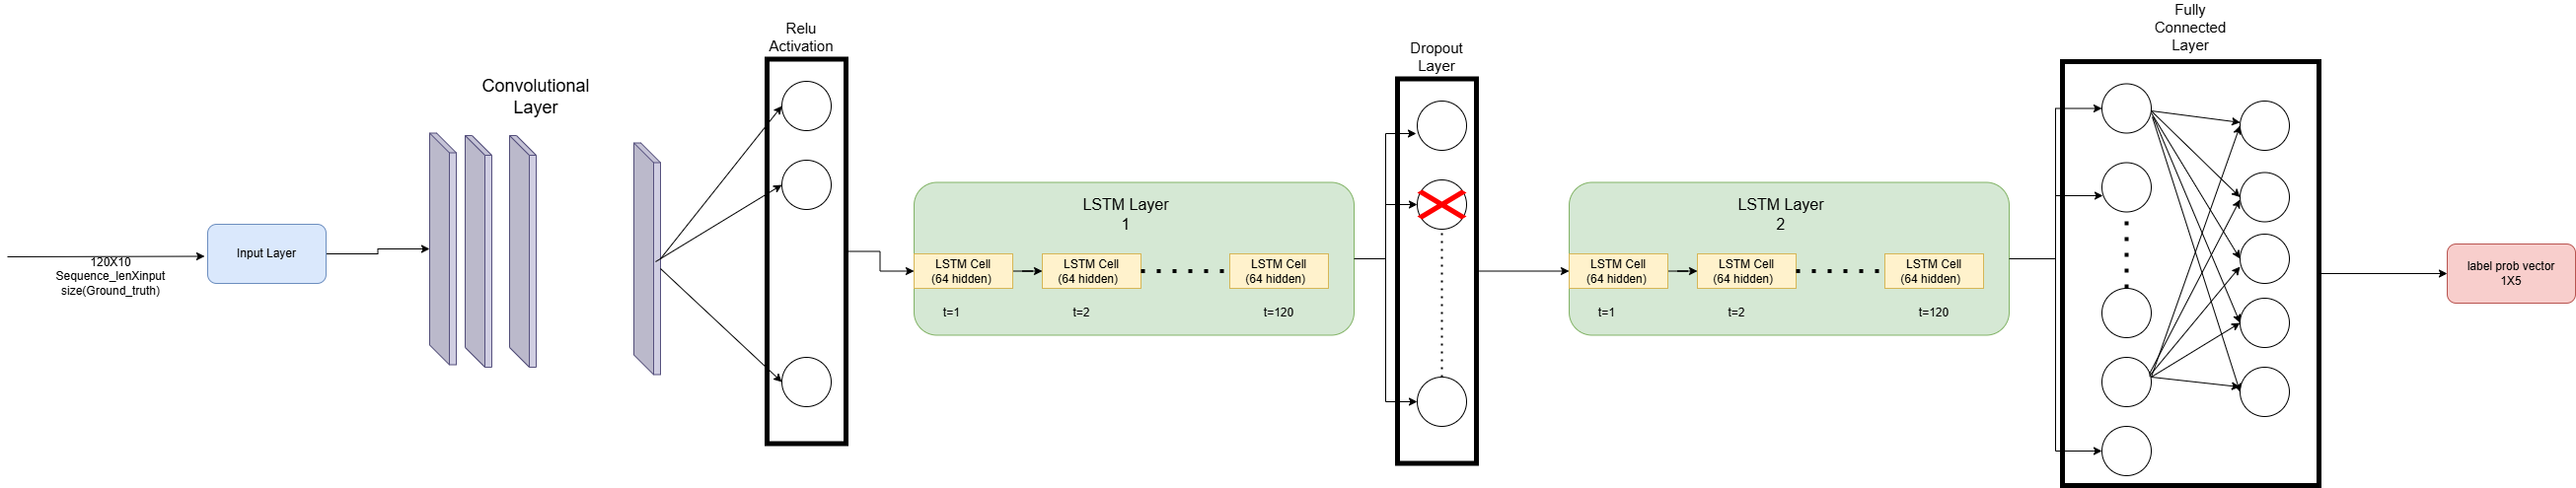 120X10
Sequence_lenXinput
size(Ground_truth)
Input Layer
Convolutional
Layer
Relu
Activation
LSTM Layer
1
LSTM Cell
(64 hidden)
LSTM Cell
(64 hidden)
LSTM Cell
(64 hidden)
t=1
t=2
t=120
Dropout
Layer
LSTM Layer
2
LSTM Cell
(64 hidden)
LSTM Cell
(64 hidden)
LSTM Cell
(64 hidden)
t=1
t=2
t=120
Fully
Connected
Layer
label prob vector
1X5